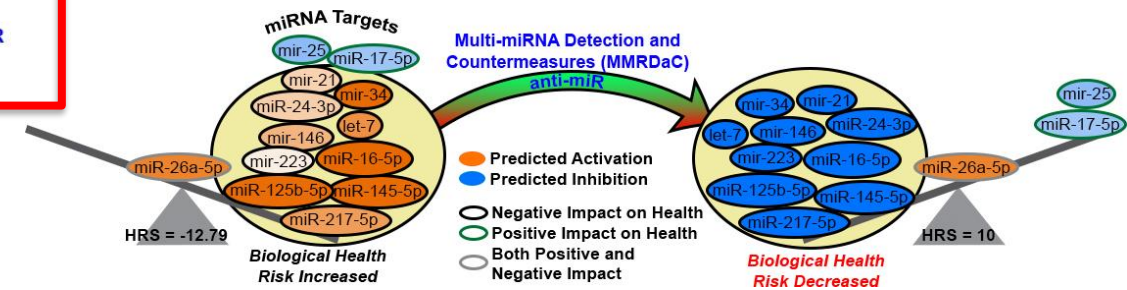 R
miRNA Targets
mir-25
miR-17-5p
mir-21
mir-34
miR-24-3p
let-7
mir-146
mir-223
miR-16-5p
miR-125b-5p
miR-145-5p
miR-217-5p
miR-26a-5p
HRS = -12.79
Biological Health
Risk Increased
Multi-miRNA Detection and
Countermeasures (MMRDaC)
anti-miR
Predicted Activation
Predicted Inhibition
Negative Impact on Health
Positive Impact on Health
Both Positive and
Negative Impact
mir-34
mir-21
let-7
mir-146
miR-24-3p
mir-223
miR-16-5p
miR-125b-5p
miR-145-5p
miR-217-5p
miR-26a-5p
mir-25
miR-17-5p
HRS = 10
Biological Health
Risk Decreased